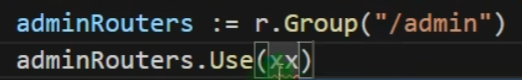 adminRouters := r.Group("/admin")
adminRouters.Use(xx)